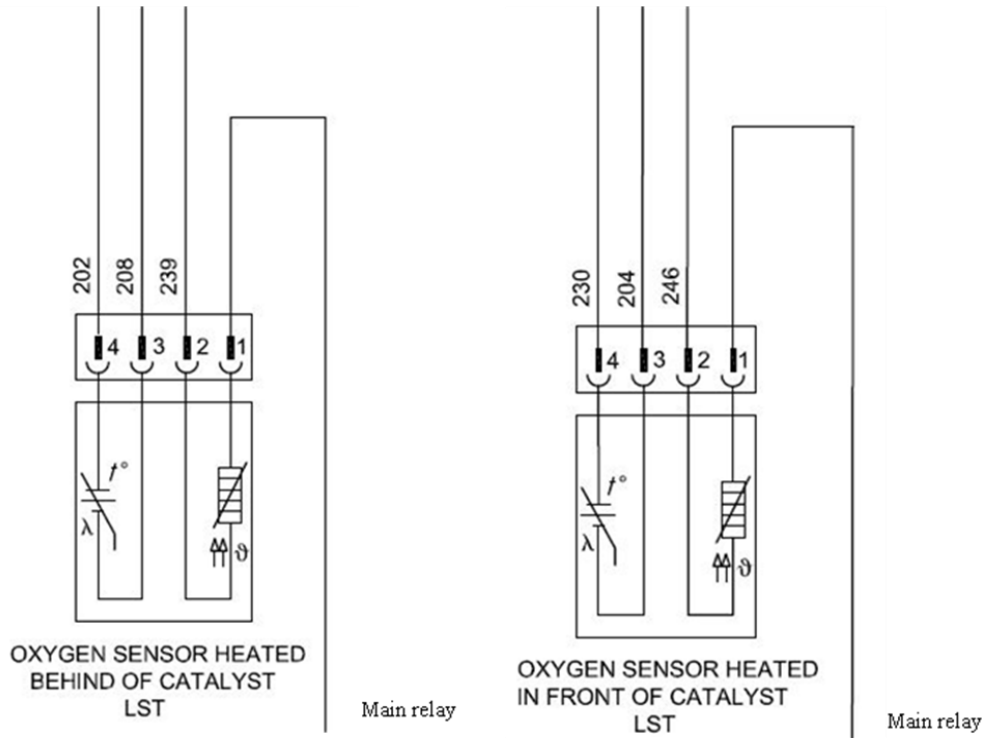 202 208 239
4 3 2 1
t°
λ
ϑ
OXYGEN SENSOR HEATED
BEHIND OF CATALYST
LST
Main relay
230 204 246
4 3 2 1
t°
λ
ϑ
OXYGEN SENSOR HEATED
IN FRONT OF CATALYST
LST
Main relay